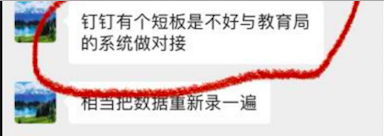 钉钉有个短板是不好与教育局
的系统做对接
相当把数据重新录一遍